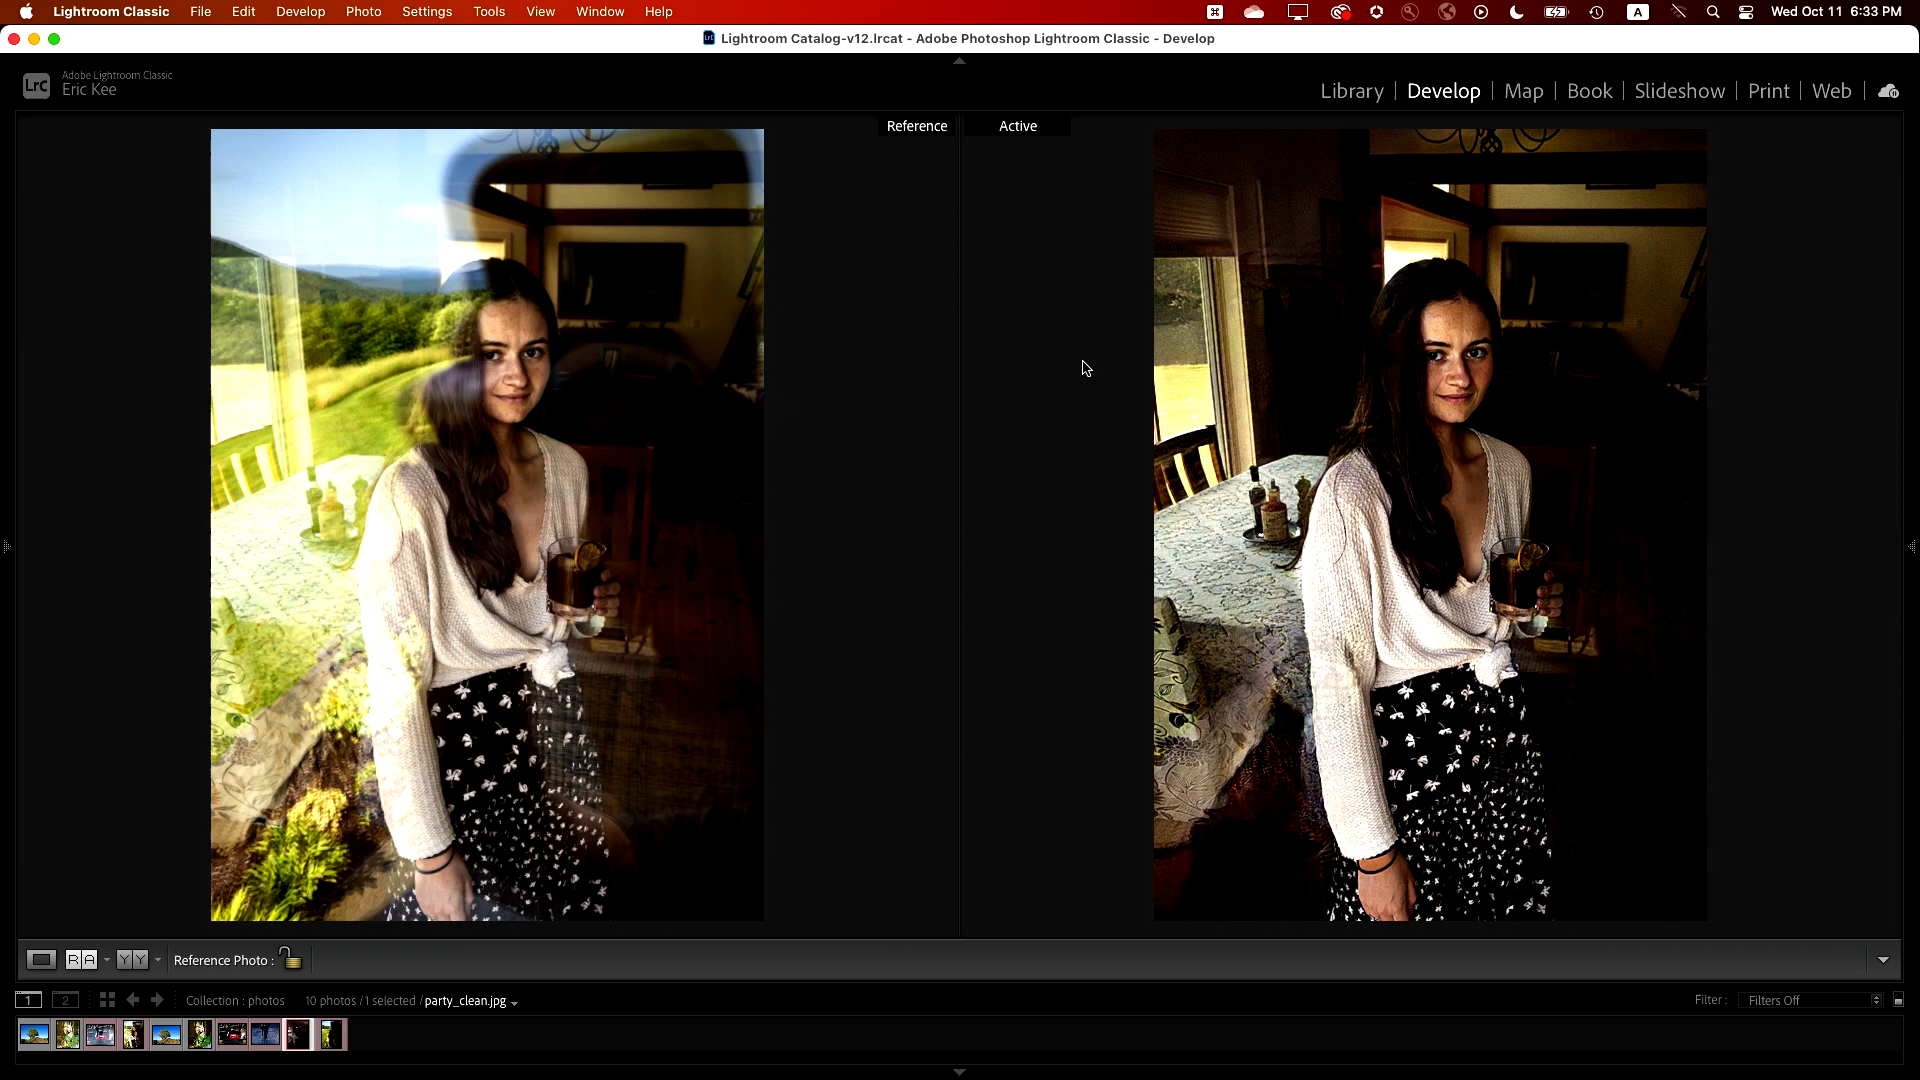 Lightroom Classic File Edit Develop Photo Settings Tools View Window Help A Wed Oct 11 6:33 PM
LrC Lightroom Catalog-v12.lrcat - Adobe Photoshop Lightroom Classic - Develop
LrC Adobe Lightroom Classic
Eric Kee
Library | Develop | Map | Book | Slideshow | Print | Web
Reference Active
R A Y Y Reference Photo :
1 2 Collection : photos 10 photos / 1 selected / party_clean.jpg Filter : Filters Off